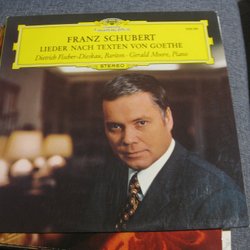 FRANZ SCHUBERT
LIEDER NACH TEXTEN VON GOETHE
Dietrich Fischer-Dieskau, Bariton · Gerald Moore, Piano
STEREO